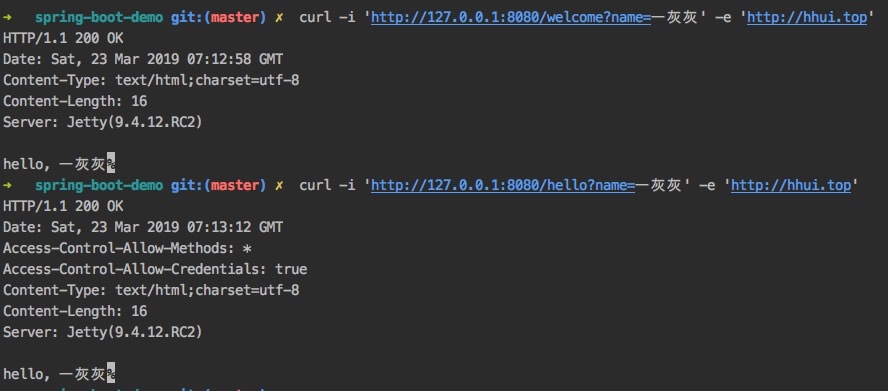 ➜ spring-boot-demo git:(master) ✗ curl -i 'http://127.0.0.1:8080/welcome?name=一灰灰' -e 'http://hhui.top'
HTTP/1.1 200 OK
Date: Sat, 23 Mar 2019 07:12:58 GMT
Content-Type: text/html;charset=utf-8
Content-Length: 16
Server: Jetty(9.4.12.RC2)

hello, 一灰灰%
➜ spring-boot-demo git:(master) ✗ curl -i 'http://127.0.0.1:8080/hello?name=一灰灰' -e 'http://hhui.top'
HTTP/1.1 200 OK
Date: Sat, 23 Mar 2019 07:13:12 GMT
Access-Control-Allow-Methods: *
Access-Control-Allow-Credentials: true
Content-Type: text/html;charset=utf-8
Content-Length: 16
Server: Jetty(9.4.12.RC2)

hello, 一灰灰%